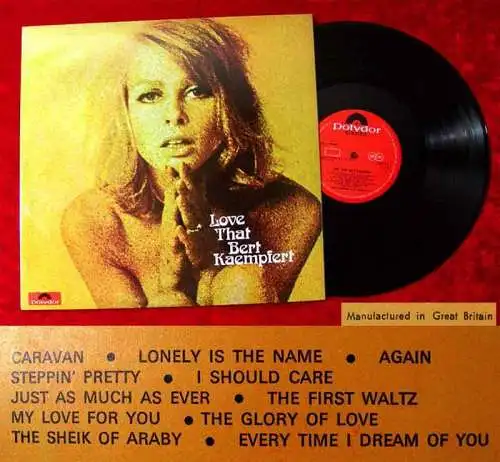 Love
That
Bert
Kaempfert
Polydor
Polydor
Manufactured in Great Britain
CARAVAN • LONELY IS THE NAME • AGAIN
STEPPIN' PRETTY • I SHOULD CARE
JUST AS MUCH AS EVER • THE FIRST WALTZ
MY LOVE FOR YOU • THE GLORY OF LOVE
THE SHEIK OF ARABY • EVERY TIME I DREAM OF YOU